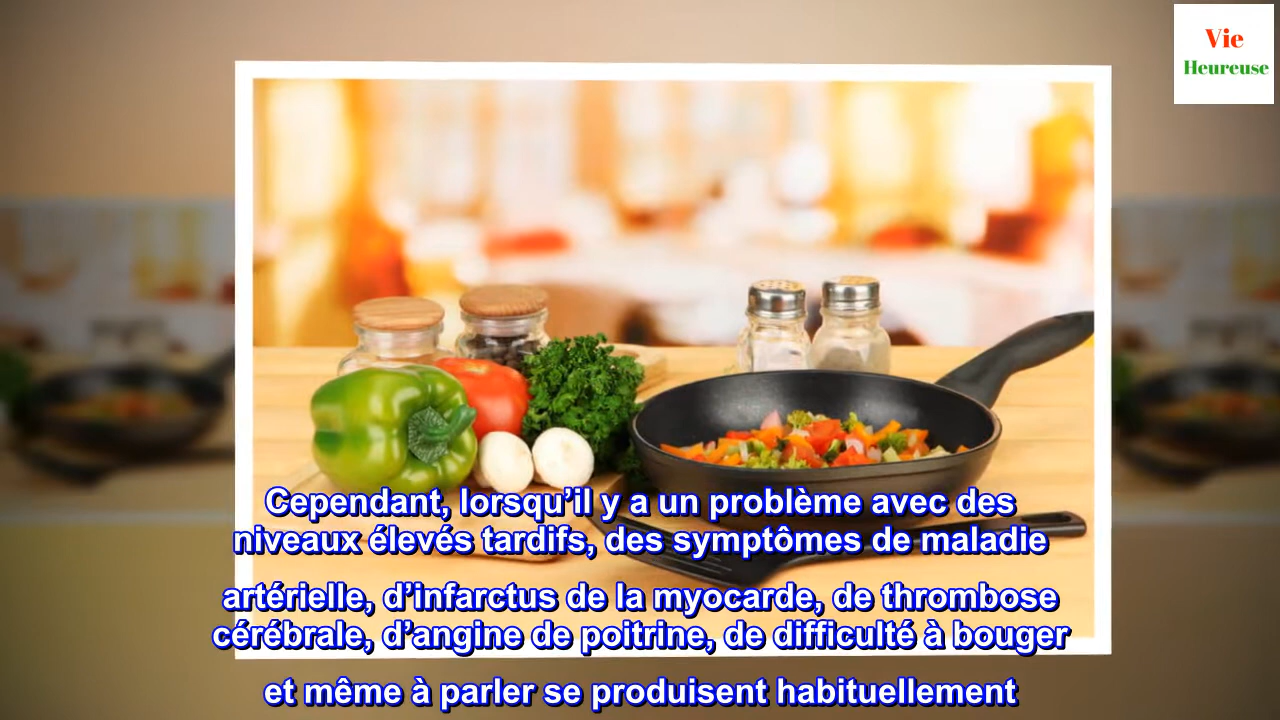 Vie
Heureuse
Cependant, lorsqu’il y a un problème avec des
niveaux élevés tardifs, des symptômes de maladie
artérielle, d’infarctus de la myocarde, de thrombose
cérébrale, d’angine de poitrine, de difficulté à bouger
et même à parler se produisent habituellement